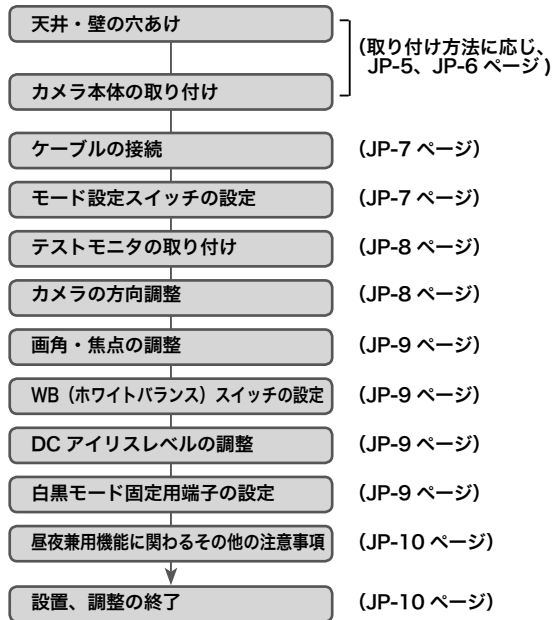 天井・壁の穴あけ
(取り付け方法に応じ、
JP-5、JP-6 ページ )
カメラ本体の取り付け
ケーブルの接続 (JP-7 ページ)
モード設定スイッチの設定 (JP-7 ページ)
テストモニタの取り付け (JP-8 ページ)
カメラの方向調整 (JP-8 ページ)
画角・焦点の調整 (JP-9 ページ)
WB（ホワイトバランス）スイッチの設定 (JP-9 ページ)
DC アイリスレベルの調整 (JP-9 ページ)
白黒モード固定用端子の設定 (JP-9 ページ)
昼夜兼用機能に関わるその他の注意事項 (JP-10 ページ)
設置、調整の終了 (JP-10 ページ)